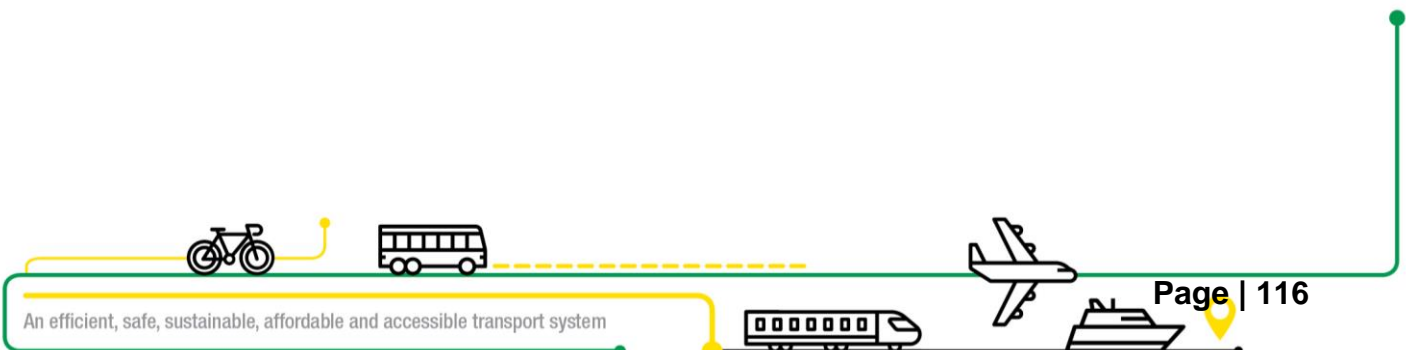 Page | 116
An efficient, safe, sustainable, affordable and accessible transport system